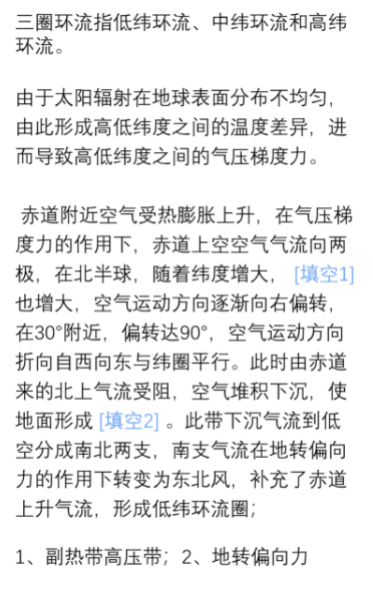 三圈环流指低纬环流、中纬环流和高纬
环流。
由于太阳辐射在地球表面分布不均匀，
由此形成高低纬度之间的温度差异，进
而导致高低纬度之间的气压梯度力。
赤道附近空气受热膨胀上升，在气压梯
度力的作用下，赤道上空空气气流向两
极，在北半球，随着纬度增大， [填空1]
也增大，空气运动方向逐渐向右偏转，
在30°附近，偏转达90°，空气运动方向
折向自西向东与纬圈平行。此时由赤道
来的北上气流受阻，空气堆积下沉，使
地面形成 [填空2] 。此带下沉气流到低
空分成南北两支，南支气流在地转偏向
力的作用下转变为东北风，补充了赤道
上升气流，形成低纬环流圈；
1、副热带高压带；2、地转偏向力